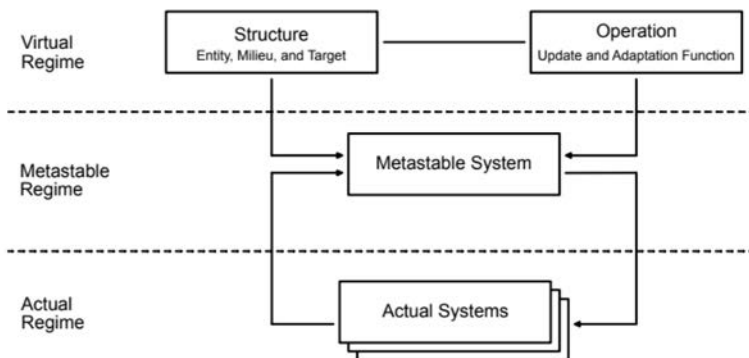 Virtual
Regime
Structure
Entity, Milieu, and Target
Operation
Update and Adaptation Function
Metastable
Regime
Metastable System
Actual
Regime
Actual Systems